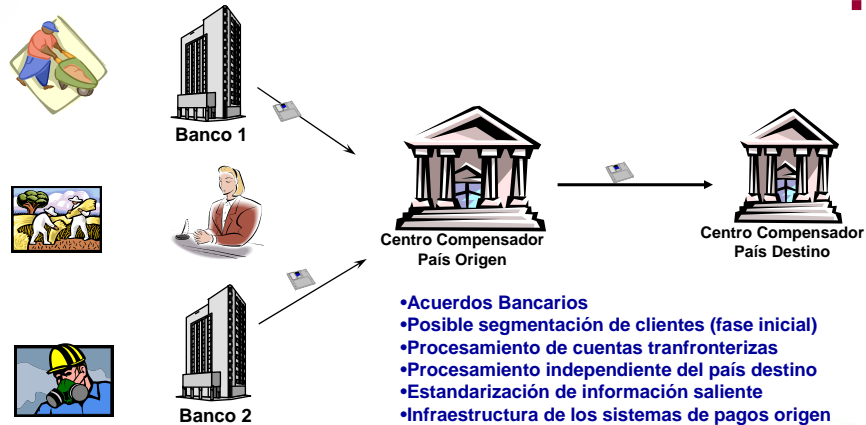 Banco 1
Centro Compensador
País Origen
Centro Compensador
País Destino
•Acuerdos Bancarios
•Posible segmentación de clientes (fase inicial)
•Procesamiento de cuentas tranfronterizas
•Procesamiento independiente del país destino
•Estandarización de información saliente
•Infraestructura de los sistemas de pagos origen
Banco 2